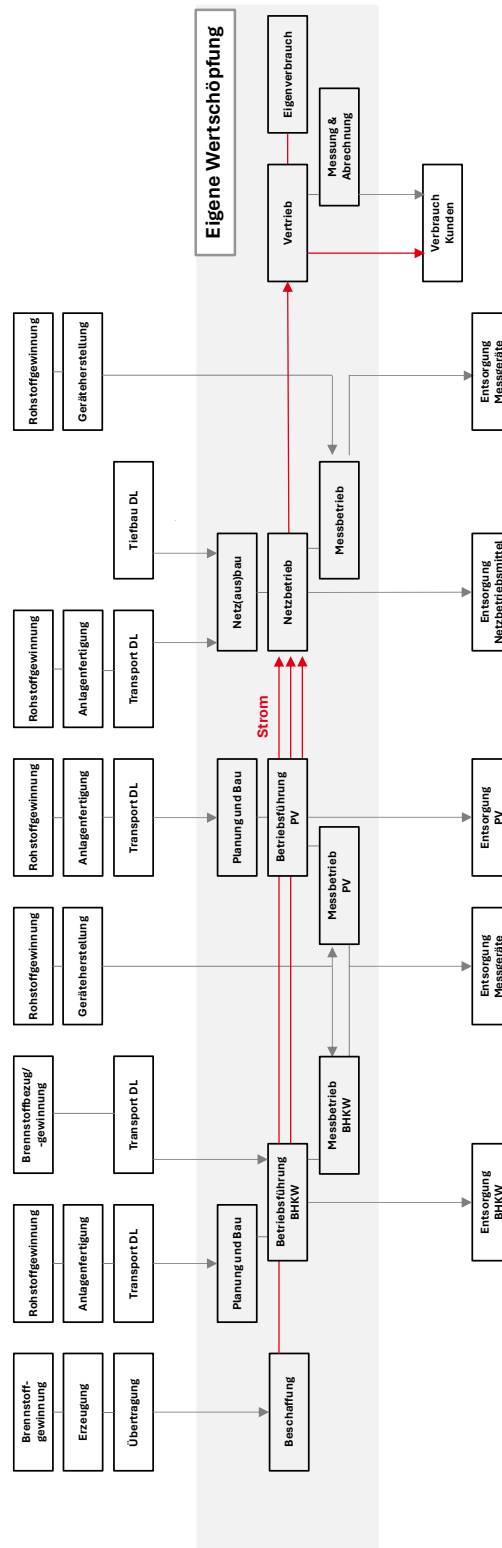 Brennstoff-
gewinnung
Rohstoffgewinnung
Brennstoffbezug/
-gewinnung
Rohstoffgewinnung
Rohstoffgewinnung
Rohstoffgewinnung
Rohstoffgewinnung
Erzeugung
Anlagenfertigung
Geräteherstellung
Anlagenfertigung
Anlagenfertigung
Geräteherstellung
Übertragung
Transport DL
Transport DL
Transport DL
Transport DL
Tiefbau DL
Eigene Wertschöpfung
Planung und Bau
Planung und Bau
Netz(aus)bau
Strom
Beschaffung
Betriebsführung
BHKW
Betriebsführung
PV
Netzbetrieb
Vertrieb
Eigenverbrauch
Messbetrieb
BHKW
Messbetrieb
PV
Messbetrieb
Messung &
Abrechnung
Verbrauch
Kunden
Entsorgung
BHKW
Entsorgung
Messgeräte
Entsorgung
PV
Entsorgung
Netzbetriebsmittel
Entsorgung
Messgeräte